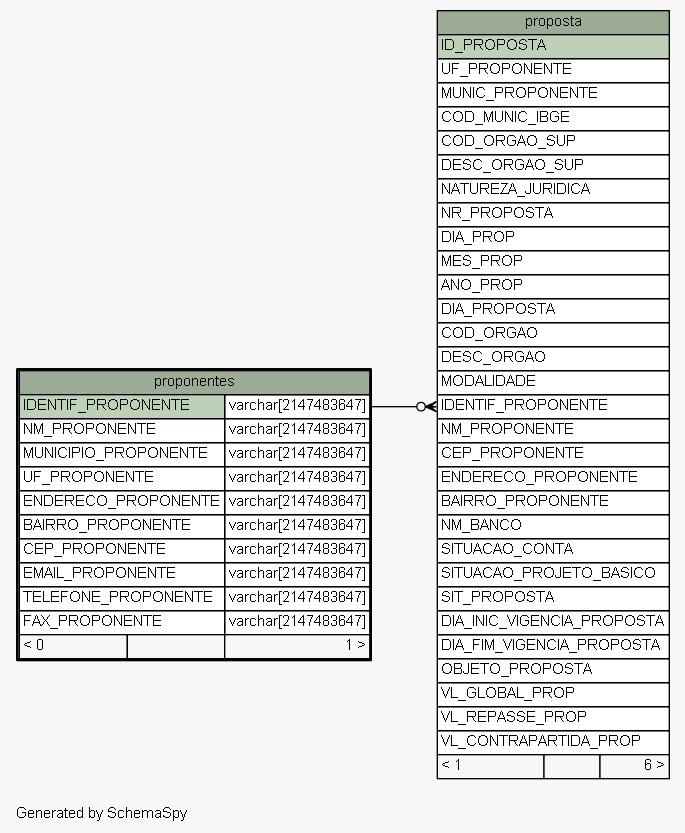 proposta
ID_PROPOSTA
UF_PROPONENTE
MUNIC_PROPONENTE
COD_MUNIC_IBGE
COD_ORGAO_SUP
DESC_ORGAO_SUP
NATUREZA_JURIDICA
NR_PROPOSTA
DIA_PROP
MES_PROP
ANO_PROP
DIA_PROPOSTA
COD_ORGAO
DESC_ORGAO
MODALIDADE
IDENTIF_PROPONENTE
NM_PROPONENTE
CEP_PROPONENTE
ENDERECO_PROPONENTE
BAIRRO_PROPONENTE
NM_BANCO
SITUACAO_CONTA
SITUACAO_PROJETO_BASICO
SIT_PROPOSTA
DIA_INIC_VIGENCIA_PROPOSTA
DIA_FIM_VIGENCIA_PROPOSTA
OBJETO_PROPOSTA
VL_GLOBAL_PROP
VL_REPASSE_PROP
VL_CONTRAPARTIDA_PROP
< 1 6 >
proponentes
IDENTIF_PROPONENTE varchar[2147483647]
NM_PROPONENTE varchar[2147483647]
MUNICIPIO_PROPONENTE varchar[2147483647]
UF_PROPONENTE varchar[2147483647]
ENDERECO_PROPONENTE varchar[2147483647]
BAIRRO_PROPONENTE varchar[2147483647]
CEP_PROPONENTE varchar[2147483647]
EMAIL_PROPONENTE varchar[2147483647]
TELEFONE_PROPONENTE varchar[2147483647]
FAX_PROPONENTE varchar[2147483647]
< 0 1 >
Generated by SchemaSpy